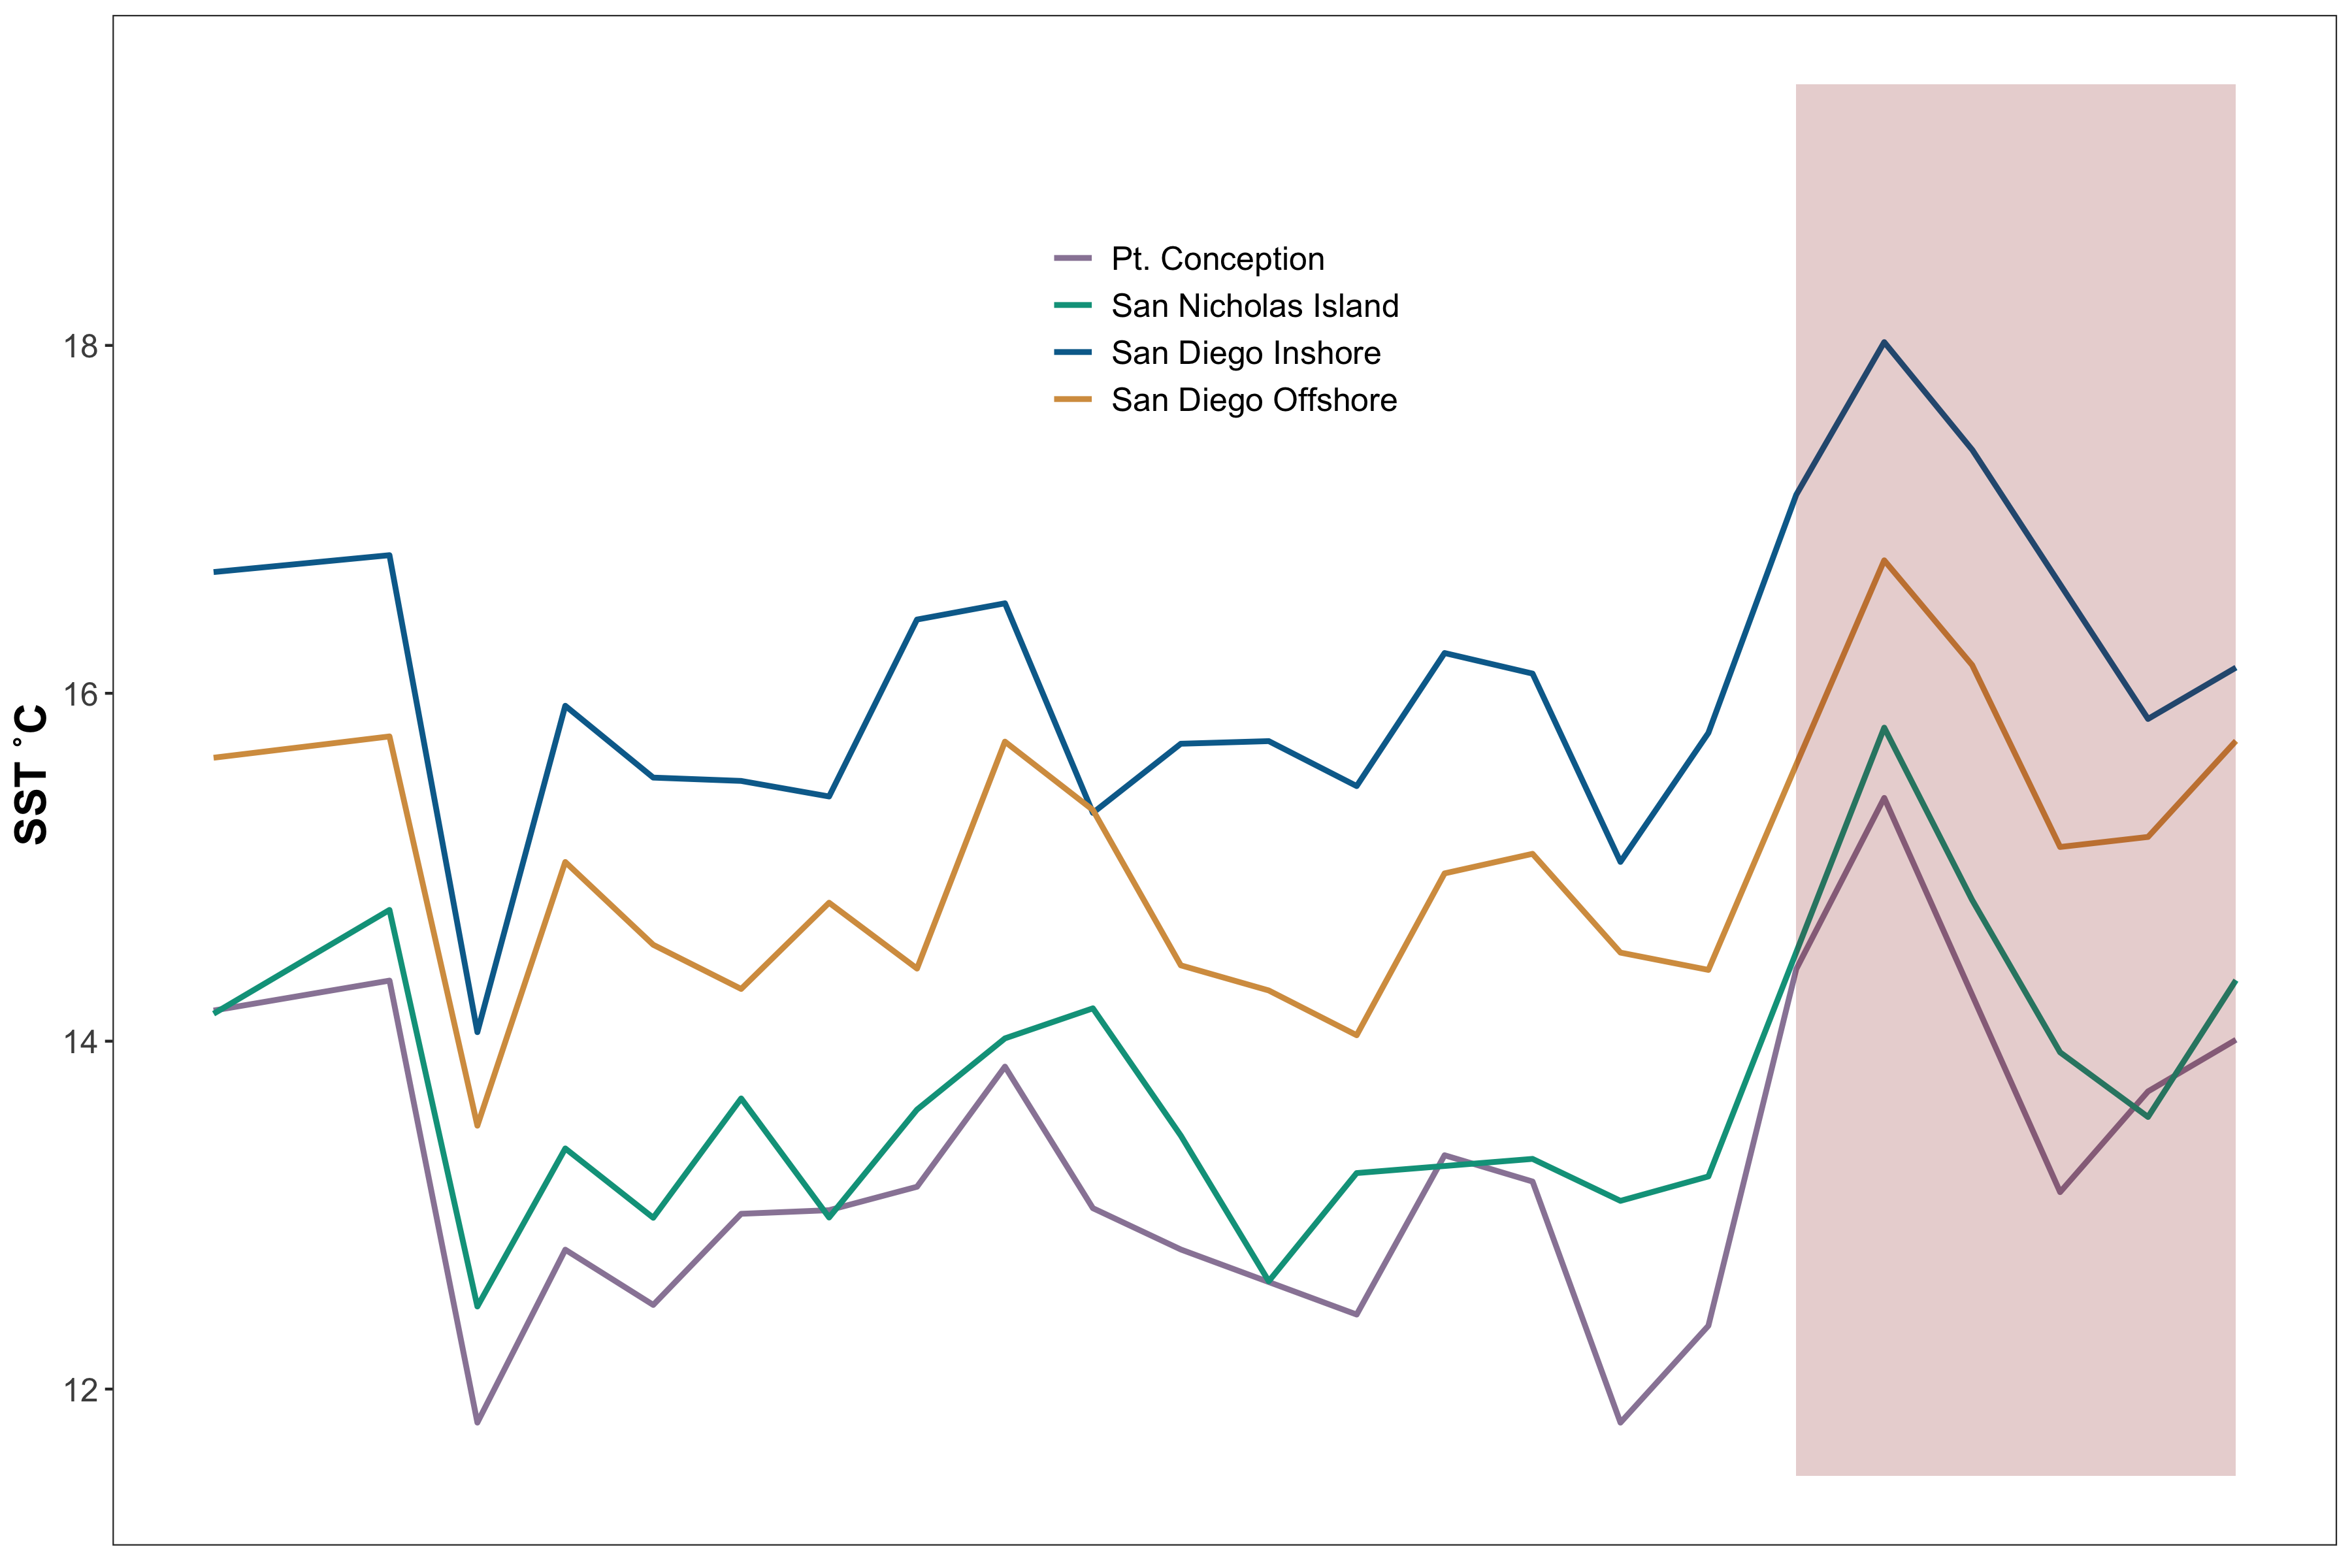 Pt. Conception
San Nicholas Island
San Diego Inshore
San Diego Offshore
18
16
14
12
SST °C